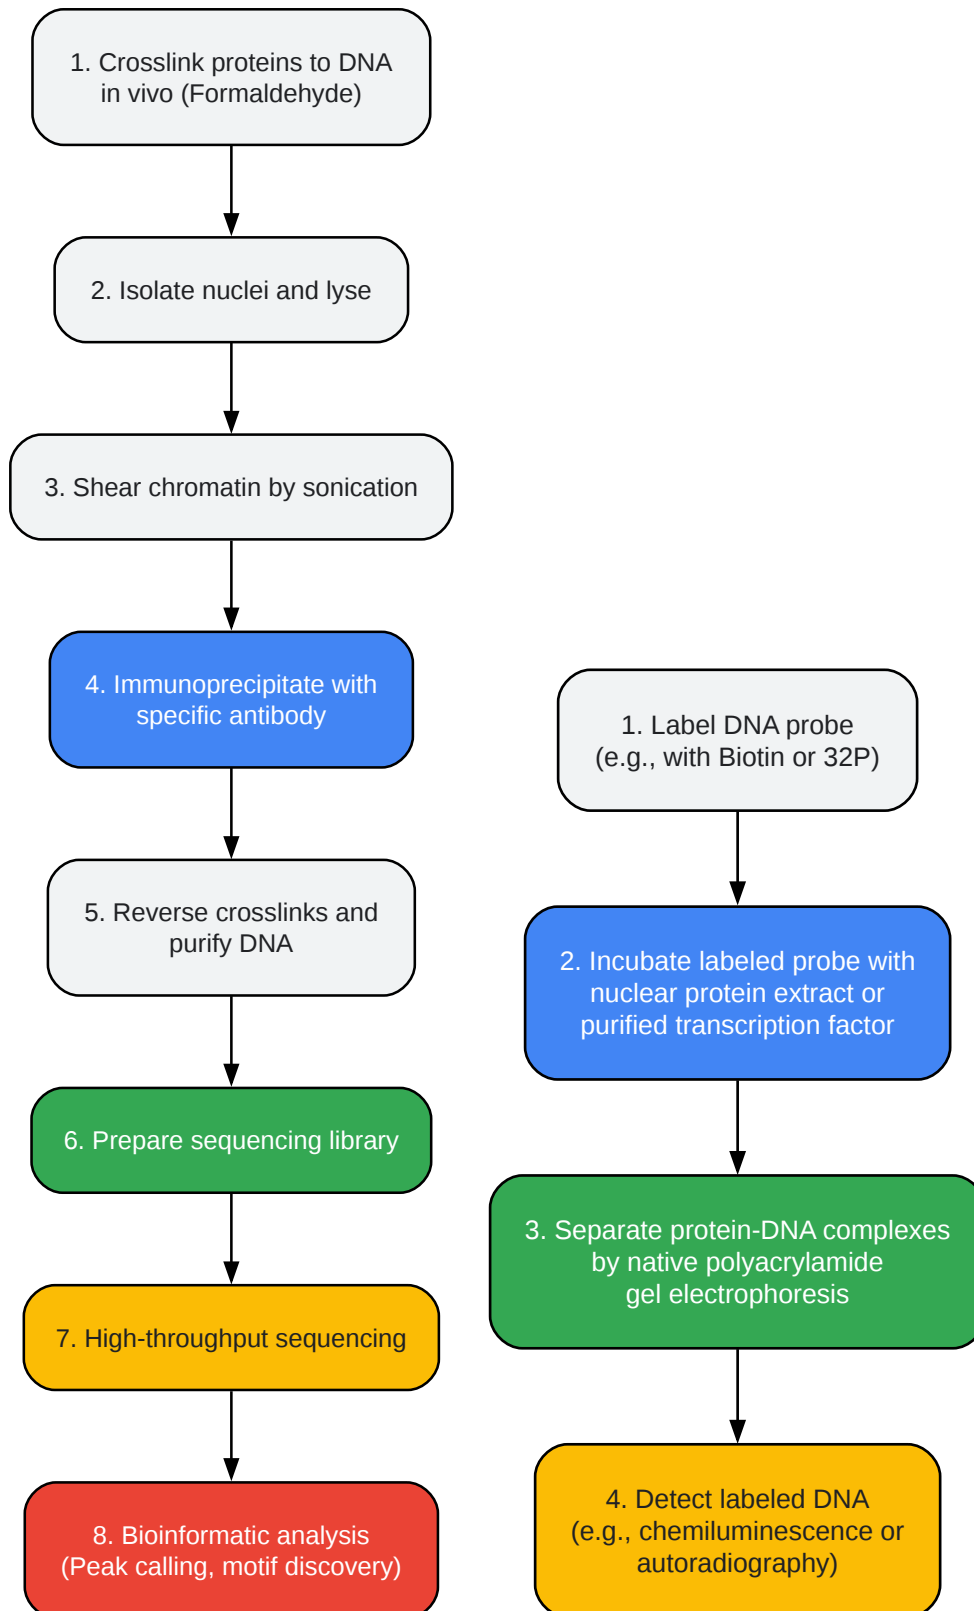 1. Crosslink proteins to DNA
in vivo (Formaldehyde)
2. Isolate nuclei and lyse
3. Shear chromatin by sonication
4. Immunoprecipitate with
specific antibody
5. Reverse crosslinks and
purify DNA
6. Prepare sequencing library
7. High-throughput sequencing
8. Bioinformatic analysis
(Peak calling, motif discovery)
1. Label DNA probe
(e.g., with Biotin or 32P)
2. Incubate labeled probe with
nuclear protein extract or
purified transcription factor
3. Separate protein-DNA complexes
by native polyacrylamide
gel electrophoresis
4. Detect labeled DNA
(e.g., chemiluminescence or
autoradiography)